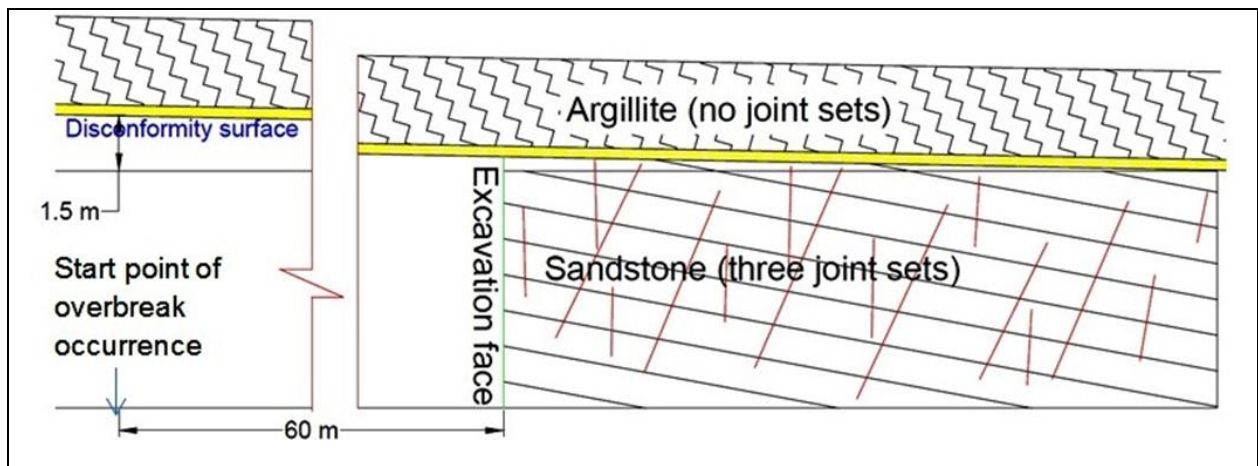 Argillite (no joint sets)
Disconformity surface
1.5 m
Start point of
overbreak
occurrence
Excavation face
Sandstone (three joint sets)
60 m